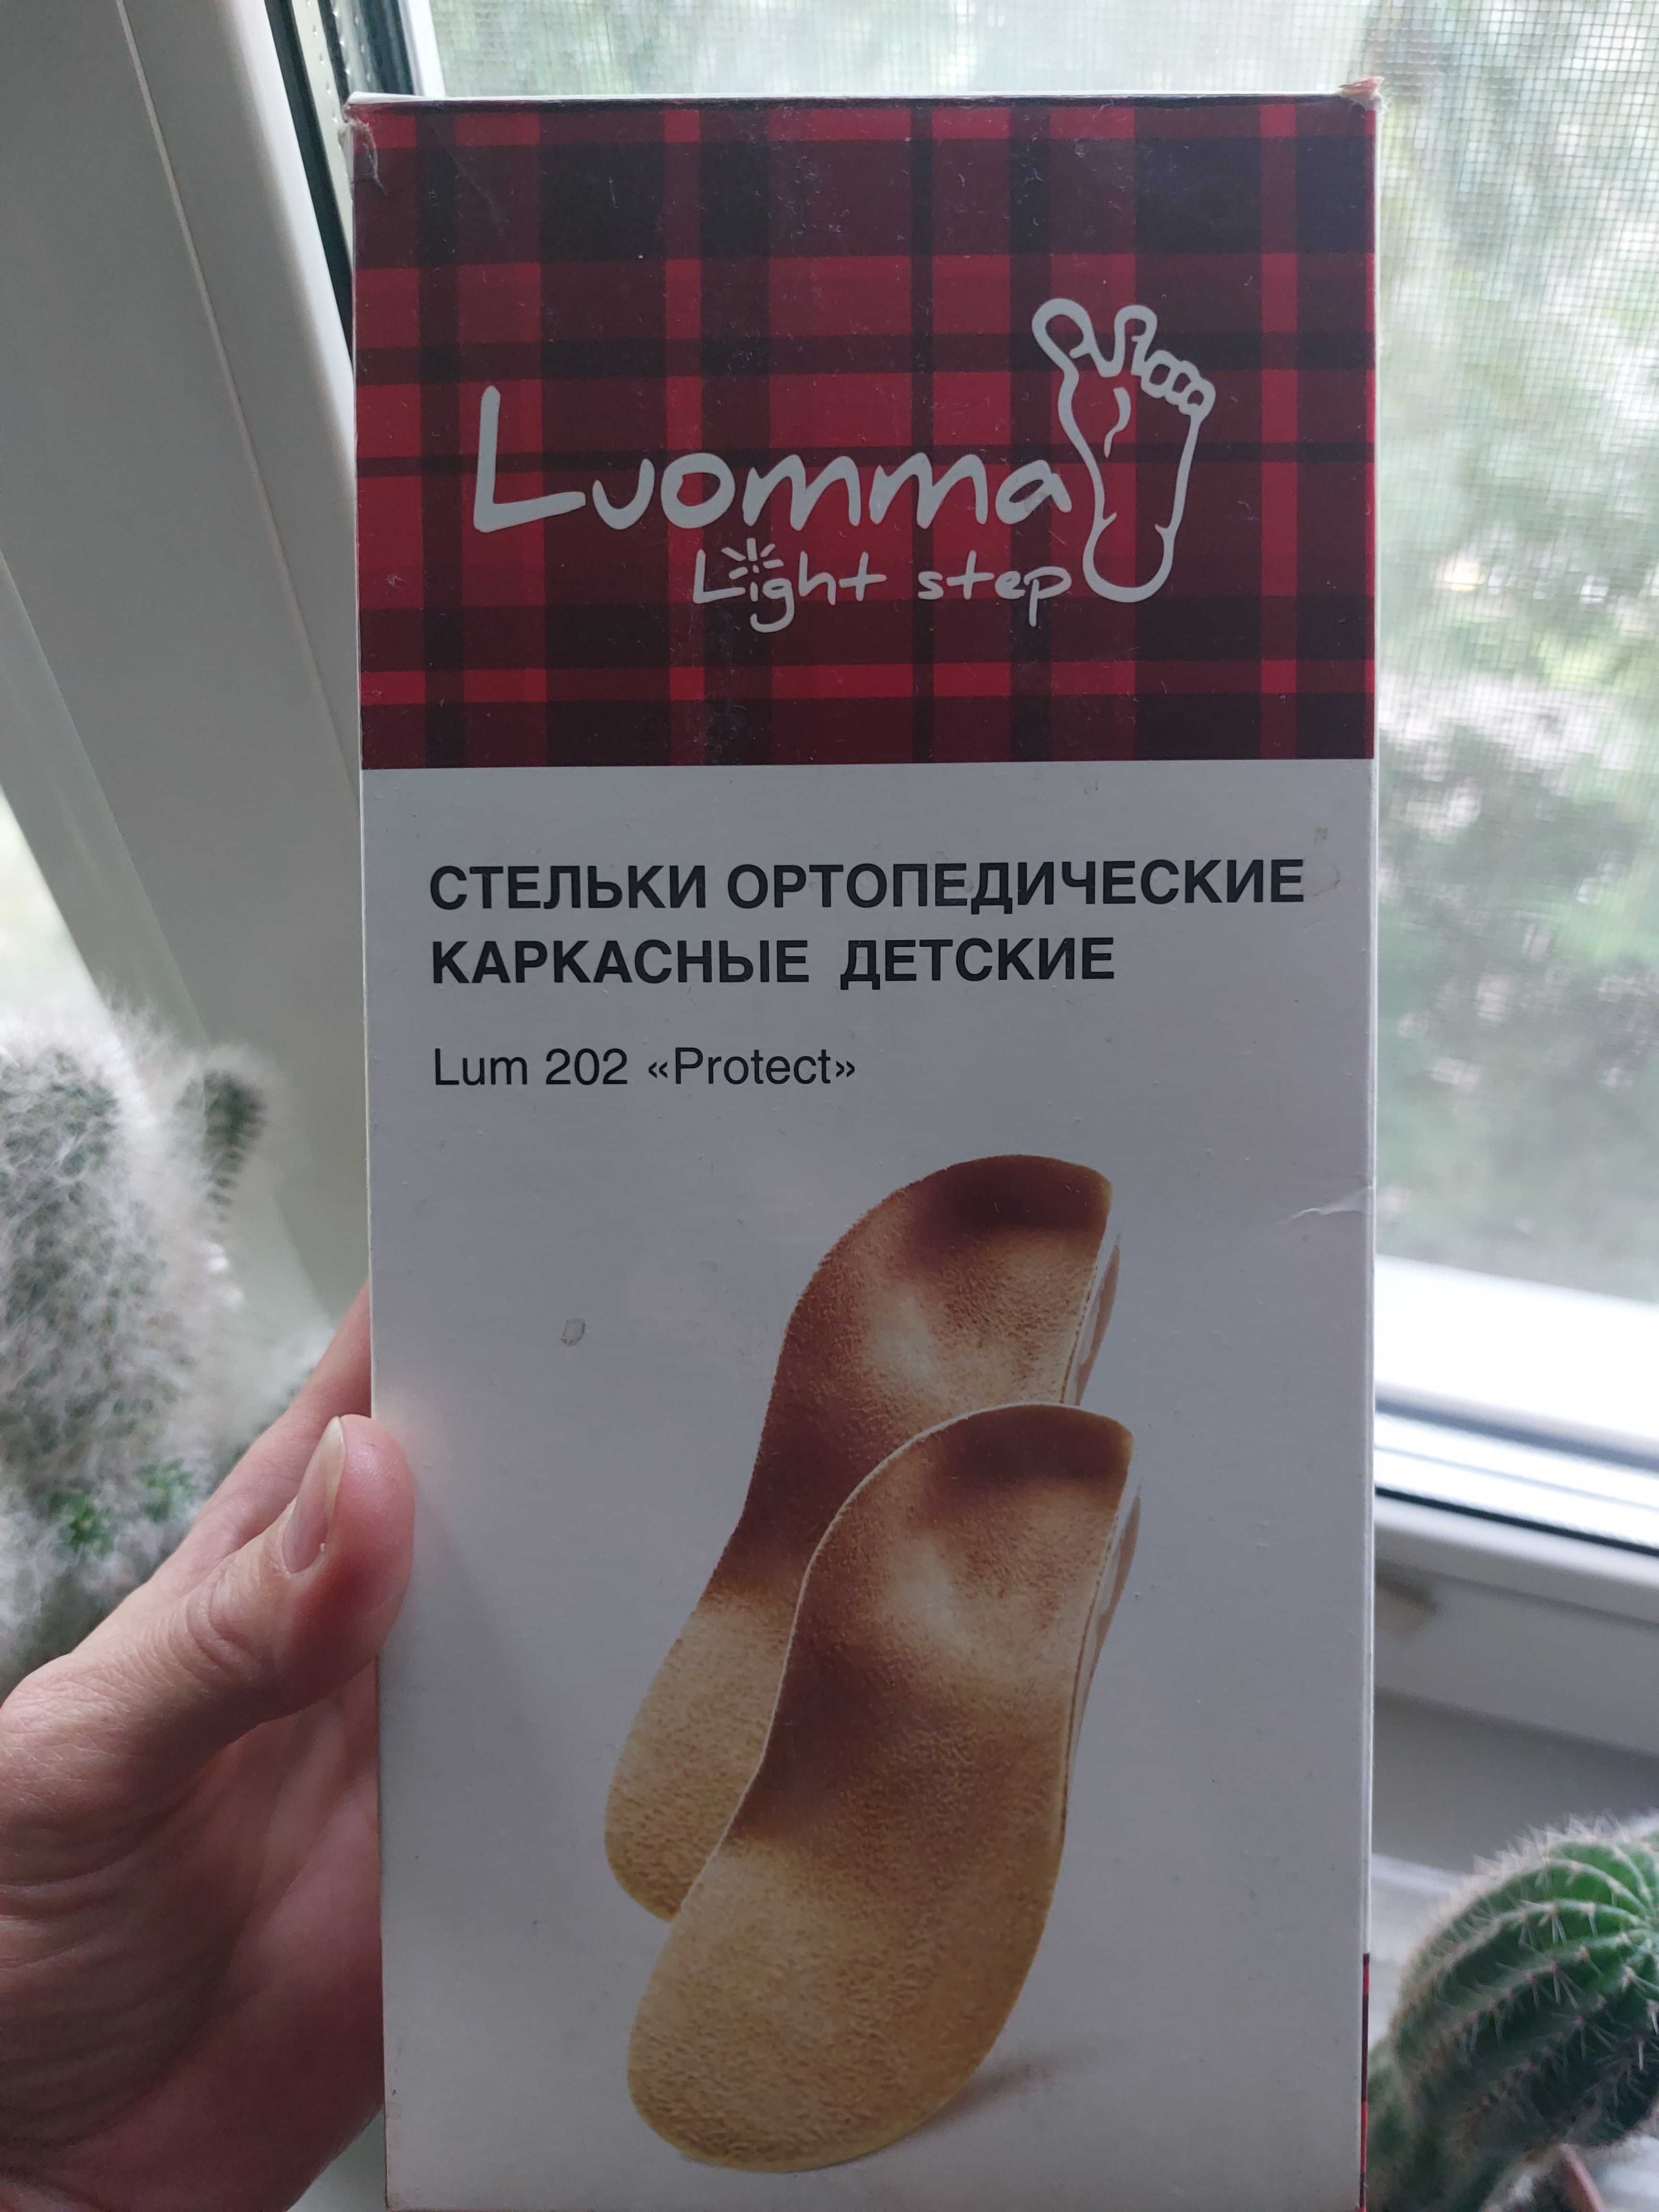 Luomma
Light step
СТЕЛЬКИ ОРТОПЕДИЧЕСКИЕ
КАРКАСНЫЕ ДЕТСКИЕ
Lum 202 «Protect»